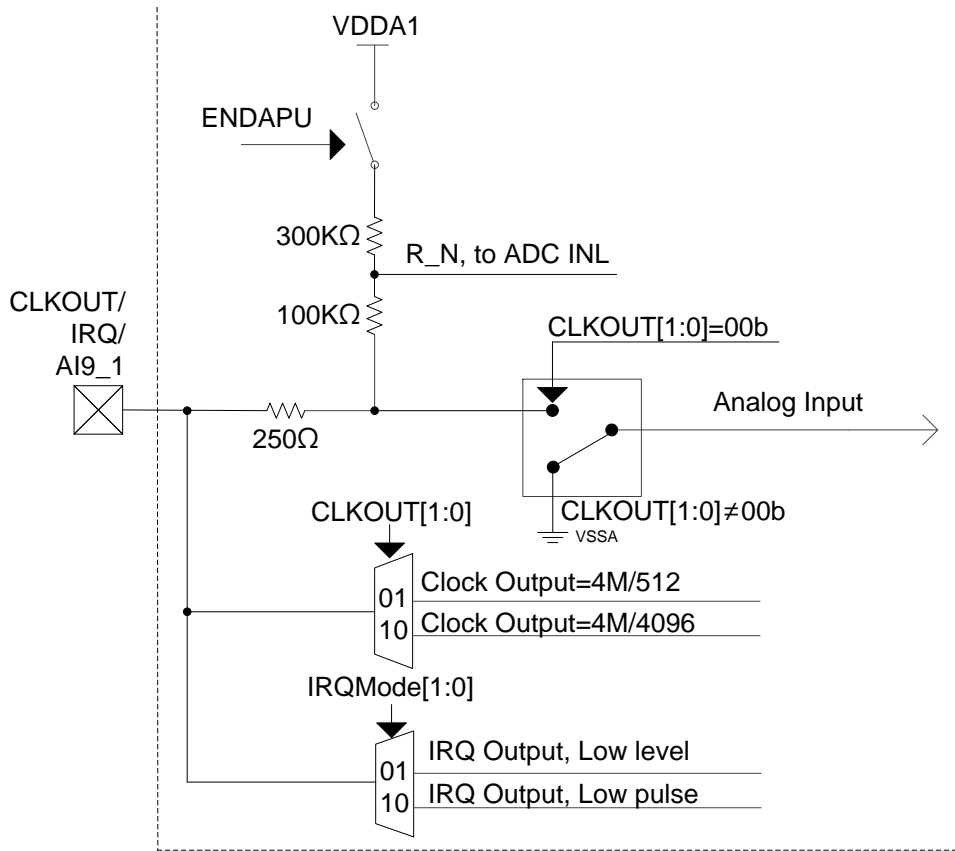 VDDA1
ENDAPU
300KΩ
R_N, to ADC INL
100KΩ
CLKOUT/
IRQ/
AI9_1
CLKOUT[1:0]=00b
Analog Input
250Ω
CLKOUT[1:0]≠00b
VSSA
CLKOUT[1:0]
01
Clock Output=4M/512
10
Clock Output=4M/4096
IRQMode[1:0]
01
IRQ Output, Low level
10
IRQ Output, Low pulse